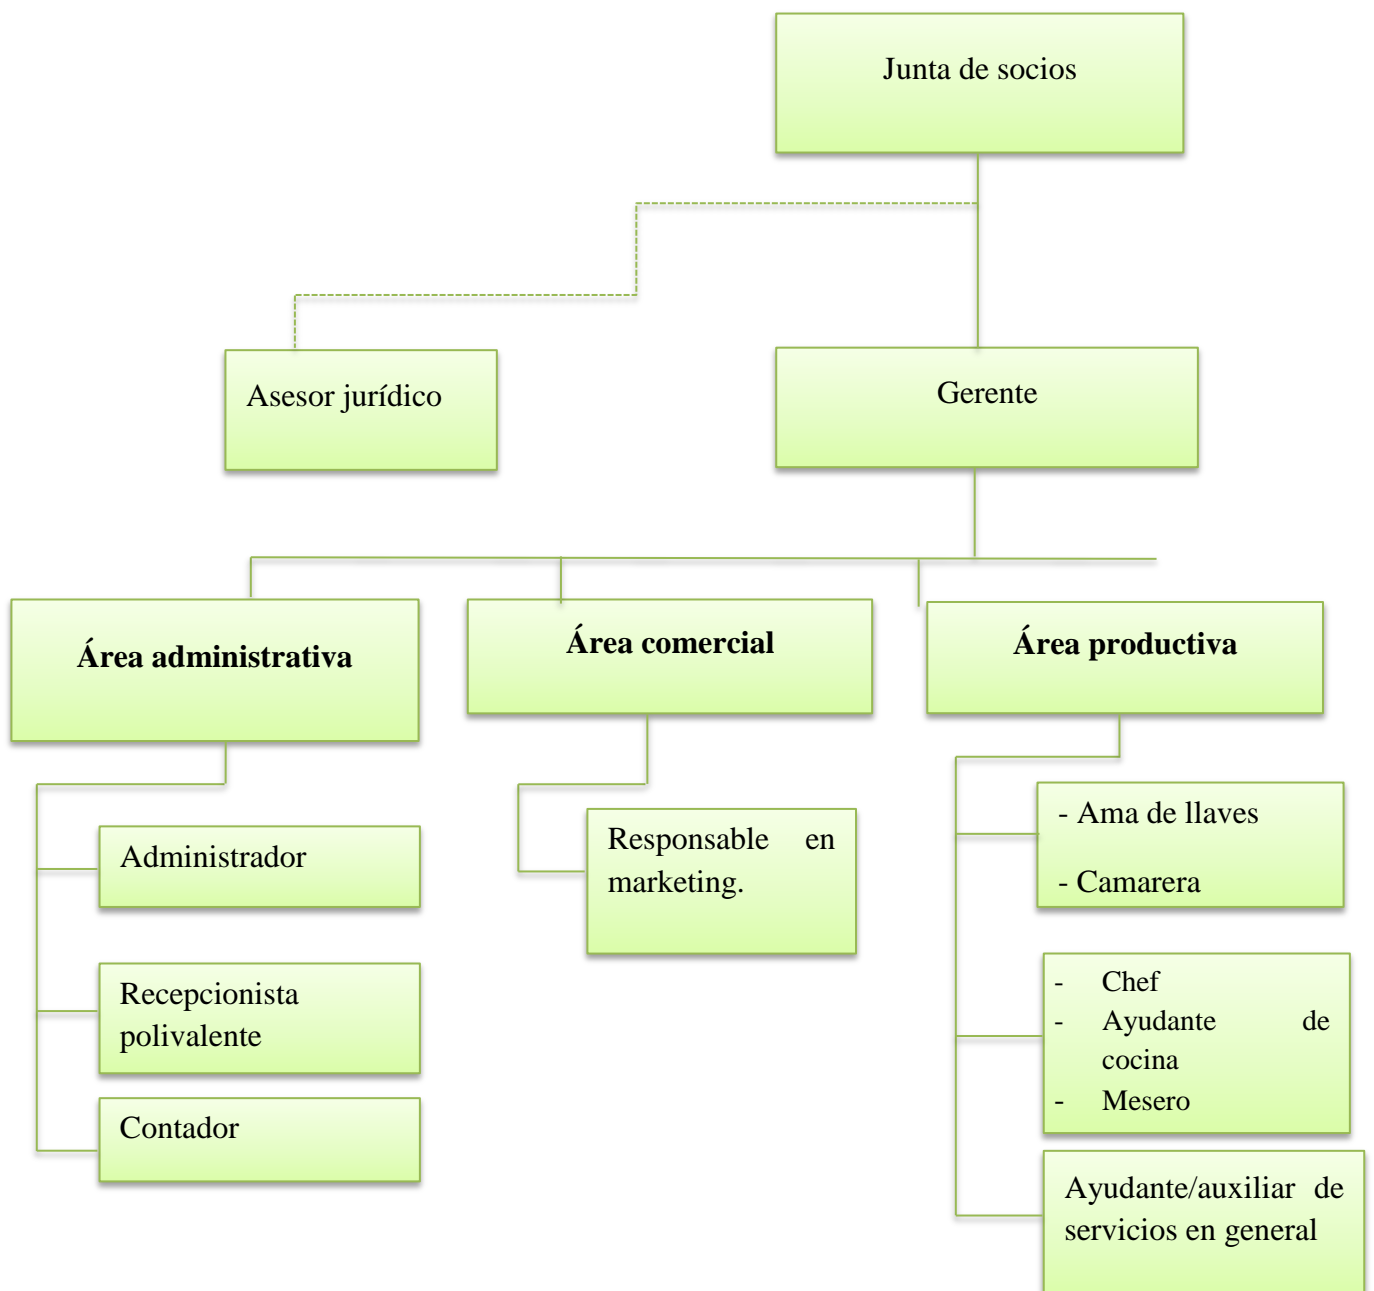 Junta de socios
Asesor jurídico
Gerente
Área administrativa
Área comercial
Área productiva
Administrador
Recepcionista
polivalente
Contador
Responsable en
marketing.
- Ama de llaves
- Camarera
- Chef
- Ayudante de
cocina
- Mesero
Ayudante/auxiliar de
servicios en general